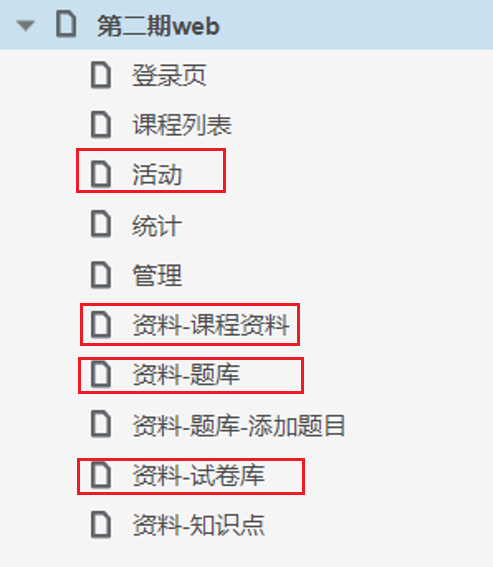 第二期web
登录页
课程列表
活动
统计
管理
资料-课程资料
资料-题库
资料-题库-添加题目
资料-试卷库
资料-知识点